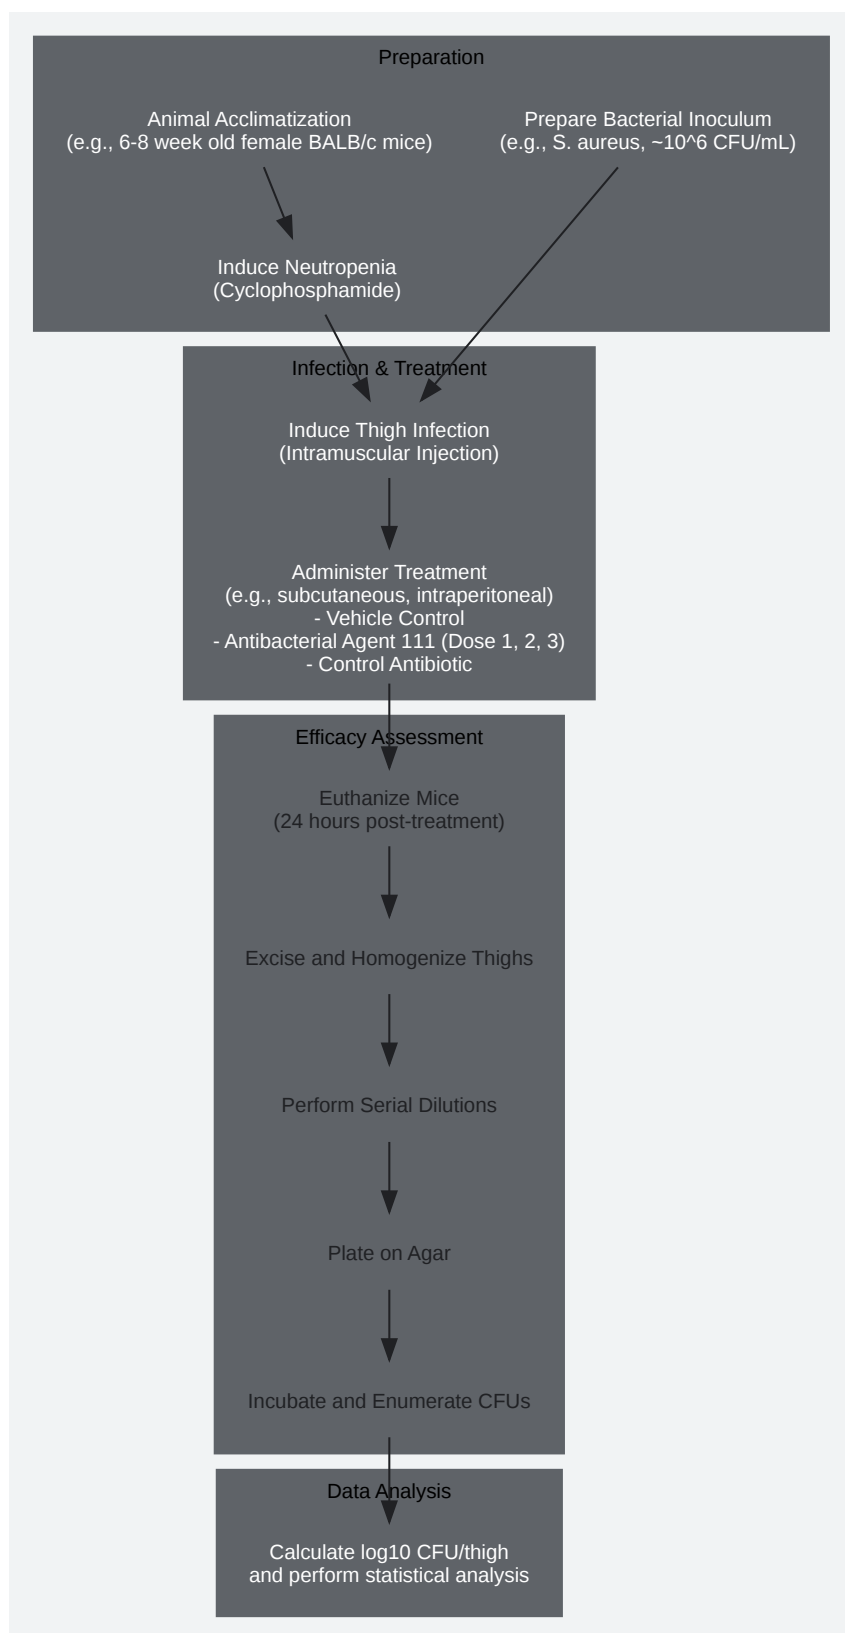 Preparation
Animal Acclimatization
(e.g., 6-8 week old female BALB/c mice)
Prepare Bacterial Inoculum
(e.g., S. aureus, ~10^6 CFU/mL)
Induce Neutropenia
(Cyclophosphamide)
Infection & Treatment
Induce Thigh Infection
(Intramuscular Injection)
Administer Treatment
(e.g., subcutaneous, intraperitoneal)
- Vehicle Control
- Antibacterial Agent 111 (Dose 1, 2, 3)
- Control Antibiotic
Efficacy Assessment
Euthanize Mice
(24 hours post-treatment)
Excise and Homogenize Thighs
Perform Serial Dilutions
Plate on Agar
Incubate and Enumerate CFUs
Data Analysis
Calculate log10 CFU/thigh
and perform statistical analysis